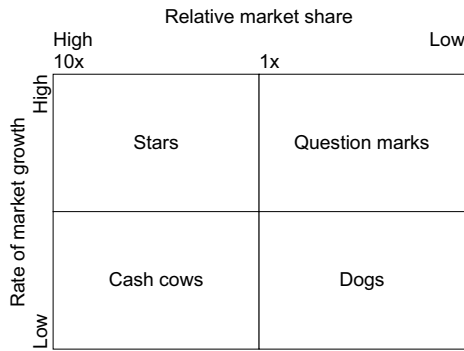 Relative market share
High Low
10x 1x
High
Rate of market growth
Low
Stars Question marks
Cash cows Dogs